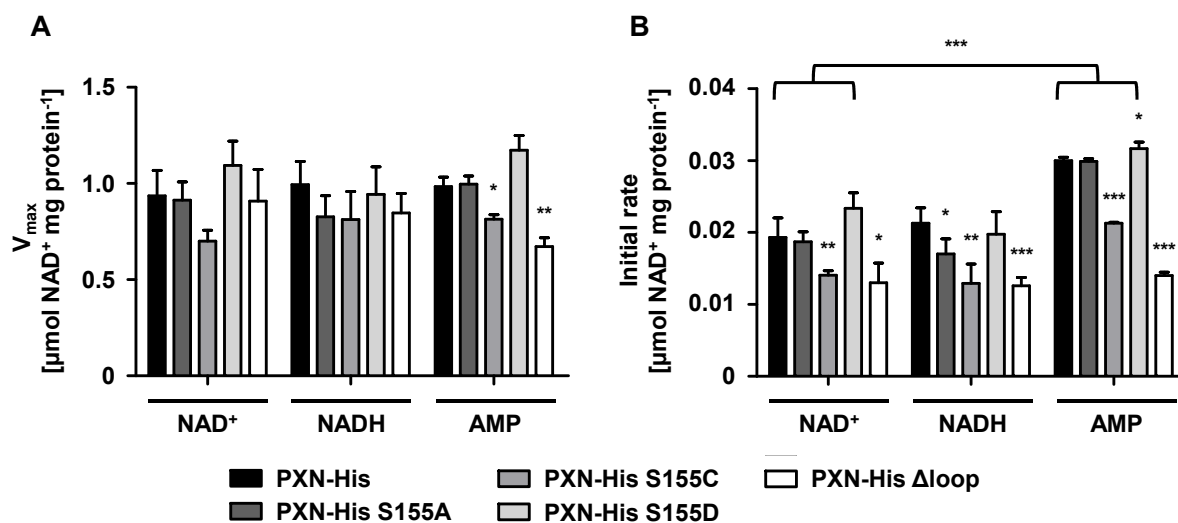 A
V max
[µmol NAD⁺ mg protein⁻¹]
1.5
1.0
0.5
0
*
**
NAD⁺
NADH
AMP
B
Initial rate
[µmol NAD⁺ mg protein⁻¹]
0.04
0.03
0.02
0.01
0.00
***
**
*
*
**
***
***
*
***
NAD⁺
NADH
AMP
PXN-His
PXN-His S155C
PXN-His Δloop
PXN-His S155A
PXN-His S155D